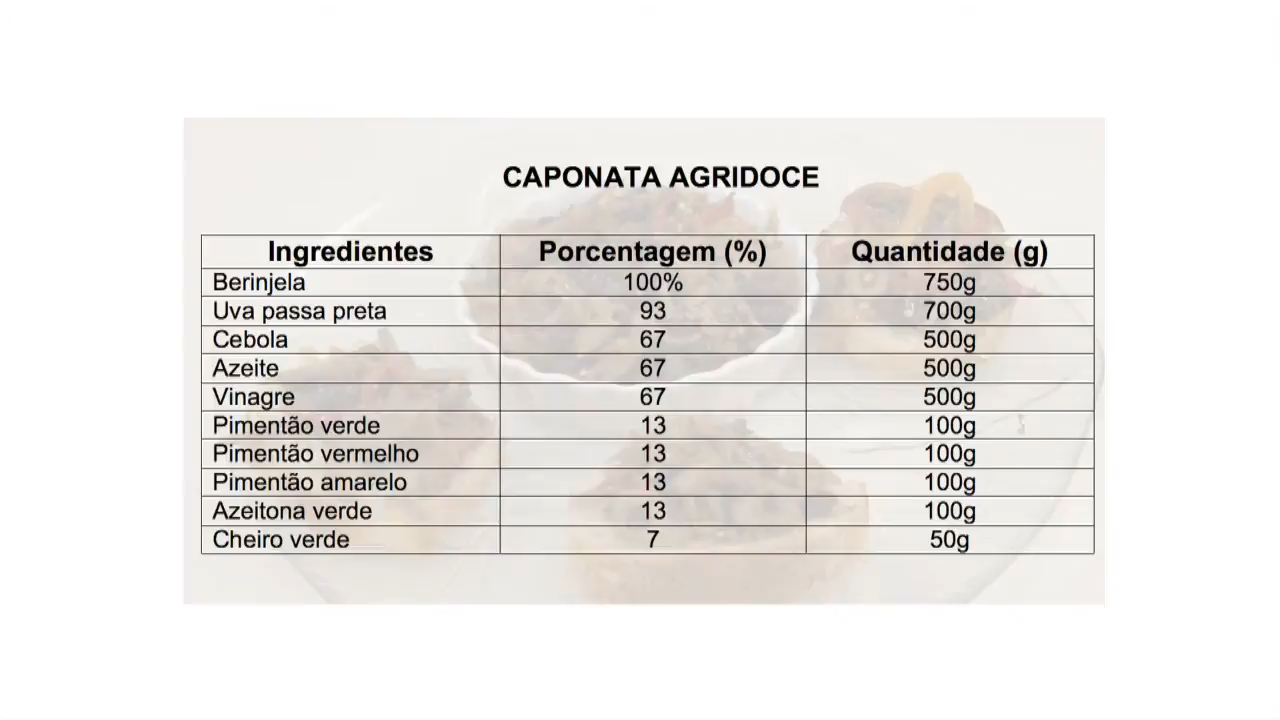 CAPONATA AGRIDOCE
Ingredientes Porcentagem (%) Quantidade (g)
Berinjela 100% 750g
Uva passa preta 93 700g
Cebola 67 500g
Azeite 67 500g
Vinagre 67 500g
Pimentão verde 13 100g
Pimentão vermelho 13 100g
Pimentão amarelo 13 100g
Azeitona verde 13 100g
Cheiro verde 7 50g